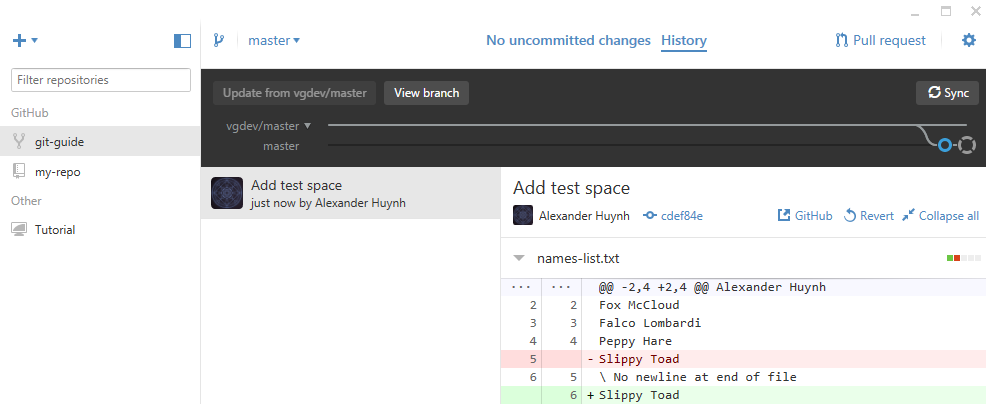 master
No uncommitted changes History
Pull request
Filter repositories
GitHub
git-guide
my-repo
Other
Tutorial
Update from vgdev/master
View branch
Sync
vgdev/master
master
Add test space
just now by Alexander Huynh
Add test space
Alexander Huynh cdef84e GitHub Revert Collapse all
names-list.txt
... ... @@ -2,4 +2,4 @@ Alexander Huynh
2 2 Fox McCloud
3 3 Falco Lombardi
4 4 Peppy Hare
5 - Slippy Toad
6 5 \ No newline at end of file
6 + Slippy Toad